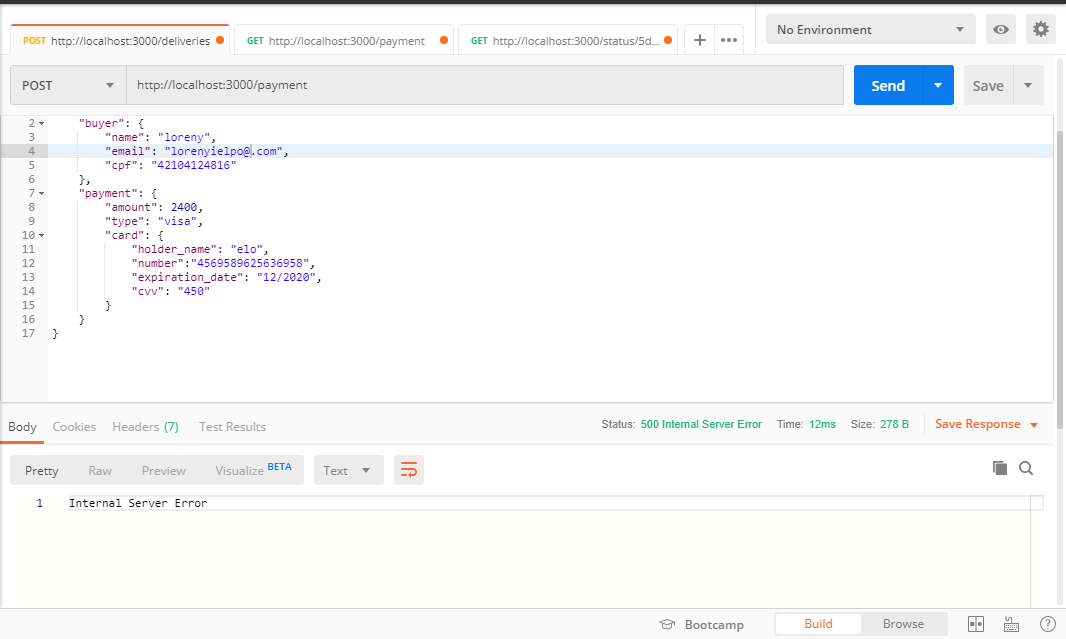 POST http://localhost:3000/deliveries GET http://localhost:3000/payment GET http://localhost:3000/status/5d... No Environment
POST http://localhost:3000/payment Send Save
2 "buyer": {
3 "name": "loreny",
4 "email": "lorenyielpo@.com",
5 "cpf": "42104124816"
6 },
7 "payment": {
8 "amount": 2400,
9 "type": "visa",
10 "card": {
11 "holder_name": "elo",
12 "number":"4569589625636958",
13 "expiration_date": "12/2020",
14 "cvv": "450"
15 }
16 }
17 }
Body Cookies Headers (7) Test Results Status: 500 Internal Server Error Time: 12ms Size: 278 B Save Response
Pretty Raw Preview Visualize BETA Text
1 Internal Server Error
Bootcamp Build Browse